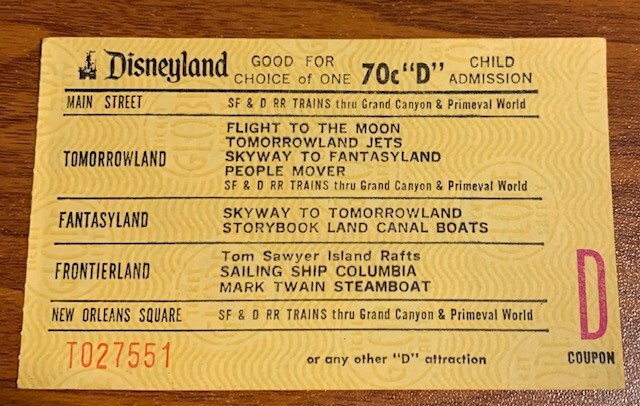 Disneyland GOOD FOR CHOICE of ONE 70c "D" CHILD ADMISSION
MAIN STREET SF & D RR TRAINS thru Grand Canyon & Primeval World
TOMORROWLAND
FLIGHT TO THE MOON
TOMORROWLAND JETS
SKYWAY TO FANTASYLAND
PEOPLE MOVER
SF & D RR TRAINS thru Grand Canyon & Primeval World
FANTASYLAND
SKYWAY TO TOMORROWLAND
STORYBOOK LAND CANAL BOATS
FRONTIERLAND
Tom Sawyer Island Rafts
SAILING SHIP COLUMBIA
MARK TWAIN STEAMBOAT
NEW ORLEANS SQUARE SF & D RR TRAINS thru Grand Canyon & Primeval World
T027551 or any other "D" attraction
D
COUPON